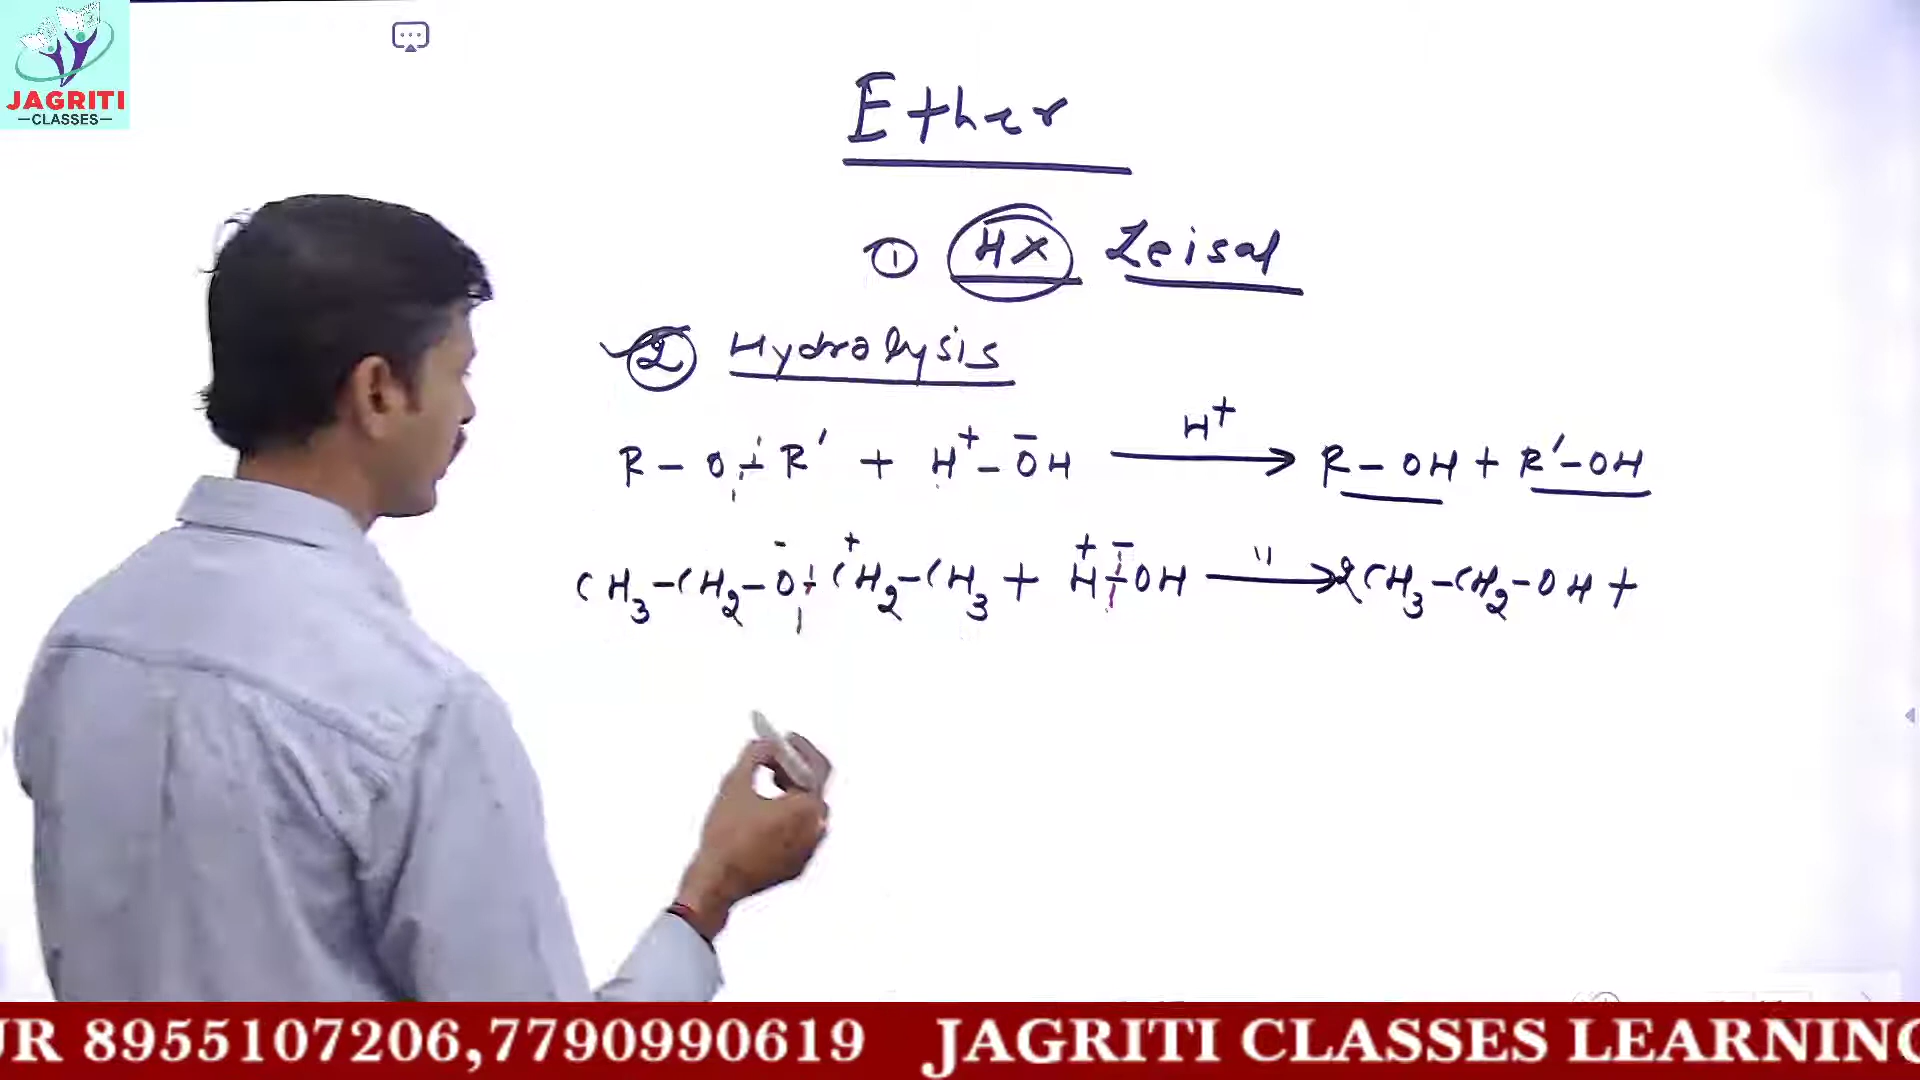 JAGRITI
—CLASSES—
Ether
① HX Zeisal
② Hydrolysis
R – O – R' + H⁺ – ŌH —H⁺→ R – OH + R' – OH
CH₃–CH₂–O⁻–⁺CH₂–CH₃ + H⁺–⁻OH —"→ 2CH₃–CH₂–OH +
UR 8955107206,7790990619 JAGRITI CLASSES LEARNING